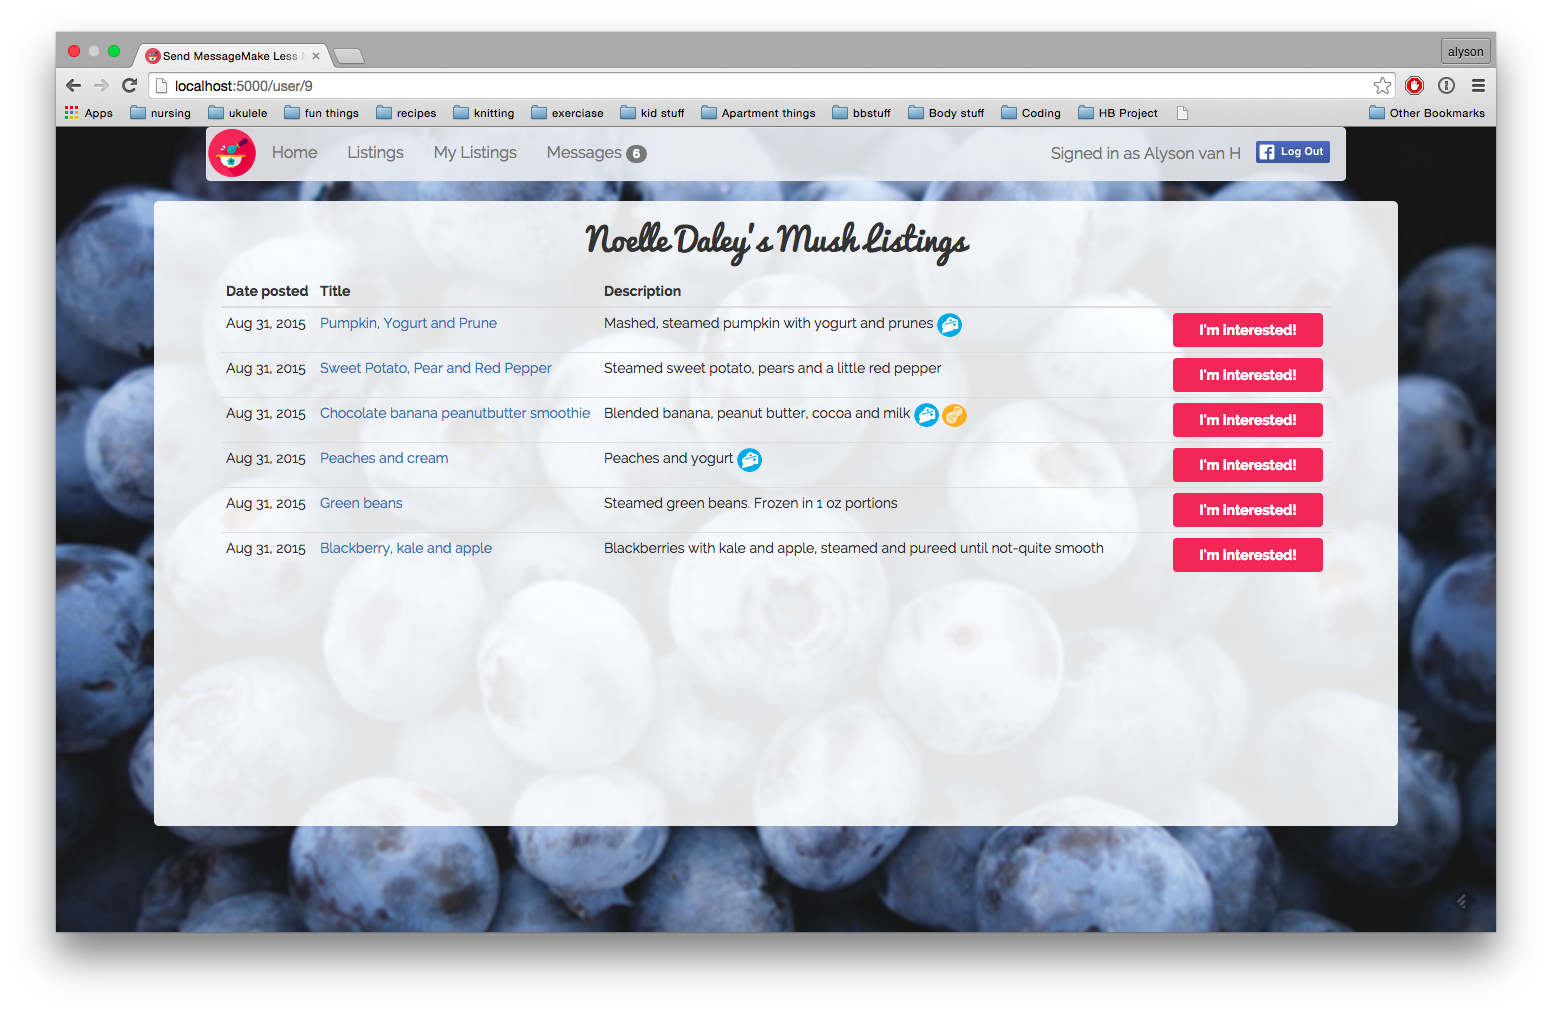 alyson
Send MessageMake Less
localhost:5000/user/9
Apps nursing ukulele fun things recipes knitting exerciase kid stuff Apartment things bbstuff Body stuff Coding HB Project Other Bookmarks
Home Listings My Listings Messages 6 Signed in as Alyson van H Log Out
Noelle Daley's Mush Listings
Date posted Title Description
Aug 31, 2015 Pumpkin, Yogurt and Prune Mashed, steamed pumpkin with yogurt and prunes I'm Interested!
Aug 31, 2015 Sweet Potato, Pear and Red Pepper Steamed sweet potato, pears and a little red pepper I'm Interested!
Aug 31, 2015 Chocolate banana peanutbutter smoothie Blended banana, peanut butter, cocoa and milk I'm Interested!
Aug 31, 2015 Peaches and cream Peaches and yogurt I'm Interested!
Aug 31, 2015 Green beans Steamed green beans. Frozen in 1 oz portions I'm Interested!
Aug 31, 2015 Blackberry, kale and apple Blackberries with kale and apple, steamed and pureed until not-quite smooth I'm Interested!